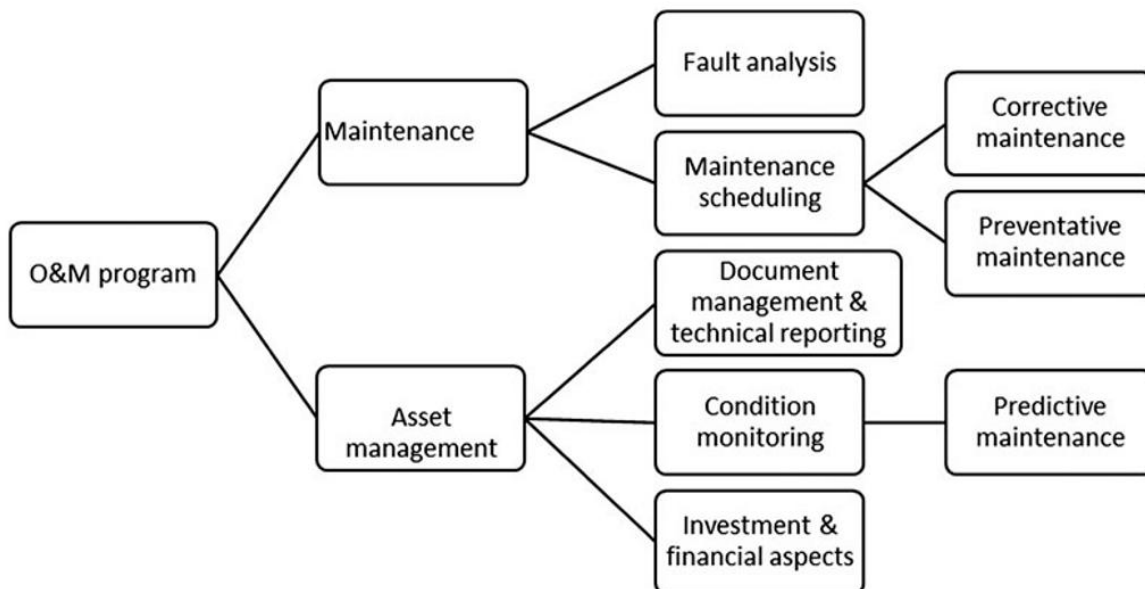 Fault analysis
Maintenance
Corrective
maintenance
Maintenance
scheduling
Preventative
maintenance
O&M program
Document
management &
technical reporting
Asset
management
Condition
monitoring
Predictive
maintenance
Investment &
financial aspects